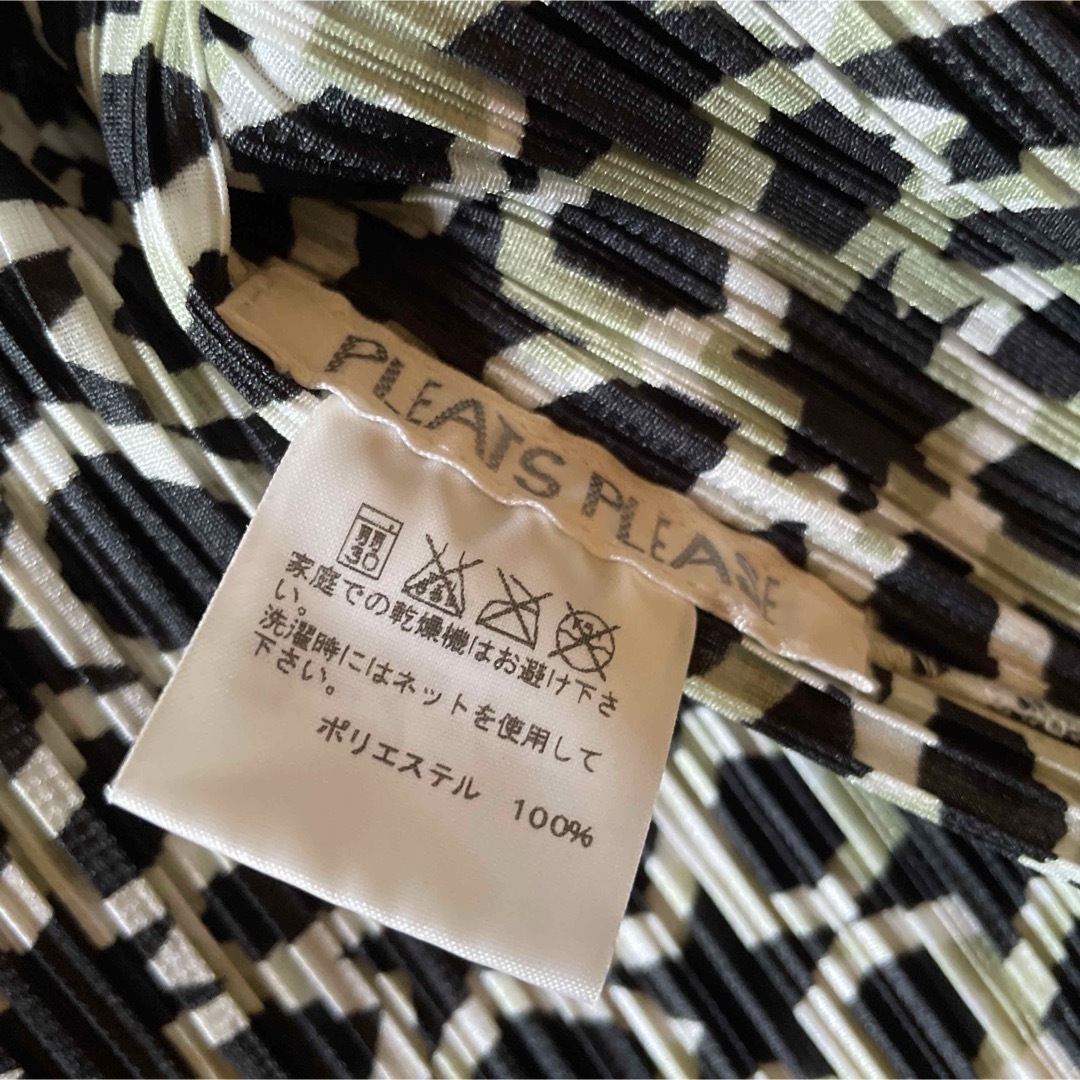 PLEATS PLEASE
弱
30
家庭での乾燥機はお避け下さ
い。
洗濯時にはネットを使用して
下さい。
ポリエステル 100%